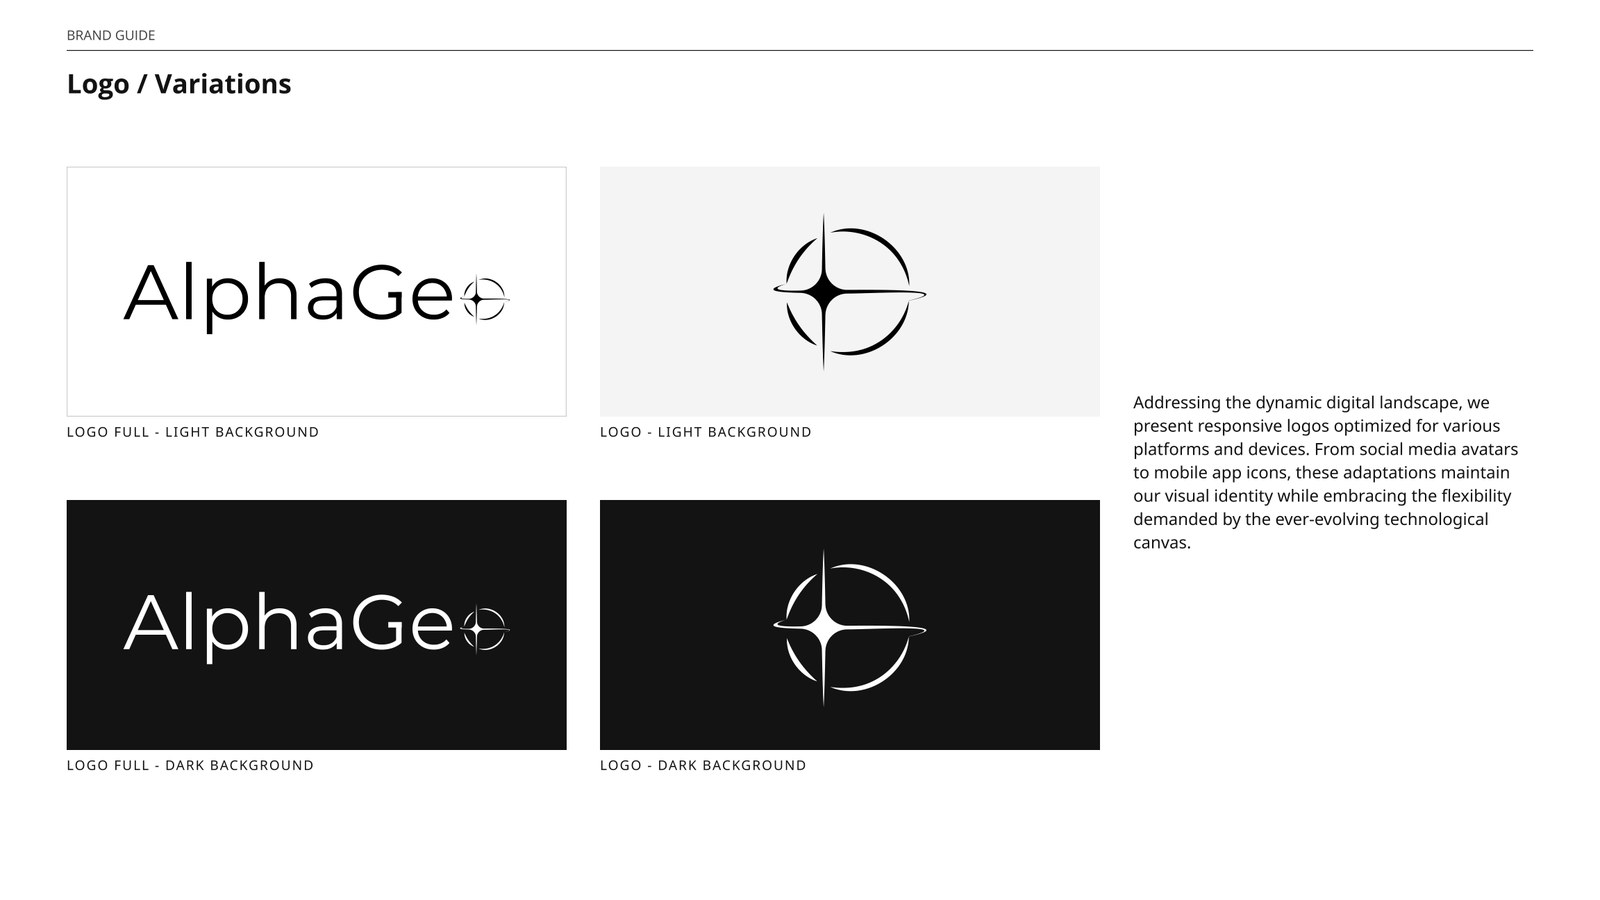 BRAND GUIDE
Logo / Variations
AlphaGeo
LOGO FULL - LIGHT BACKGROUND
LOGO - LIGHT BACKGROUND
AlphaGeo
LOGO FULL - DARK BACKGROUND
LOGO - DARK BACKGROUND
Addressing the dynamic digital landscape, we
present responsive logos optimized for various
platforms and devices. From social media avatars
to mobile app icons, these adaptations maintain
our visual identity while embracing the flexibility
demanded by the ever-evolving technological
canvas.